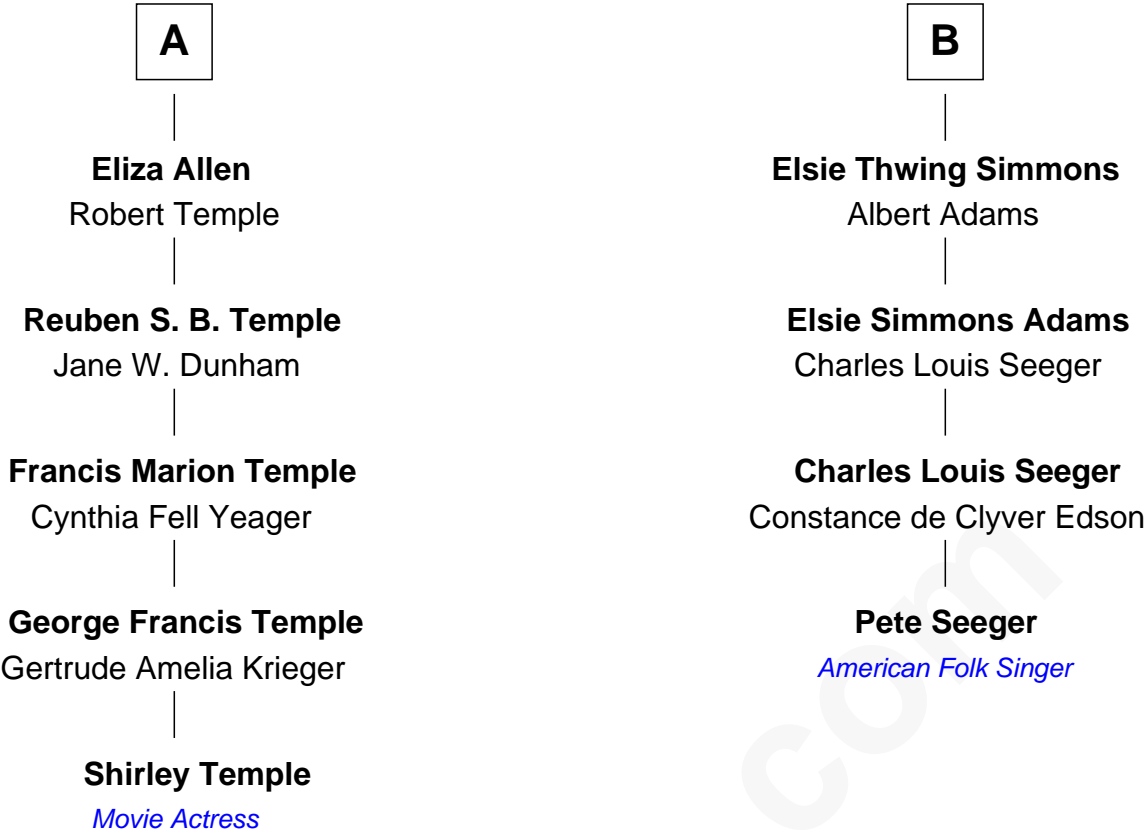 A
Eliza Allen
Robert Temple
Reuben S. B. Temple
Jane W. Dunham
Francis Marion Temple
Cynthia Fell Yeager
George Francis Temple
Gertrude Amelia Krieger
Shirley Temple
Movie Actress
B
Elsie Thwing Simmons
Albert Adams
Elsie Simmons Adams
Charles Louis Seeger
Charles Louis Seeger
Constance de Clyver Edson
Pete Seeger
American Folk Singer
com